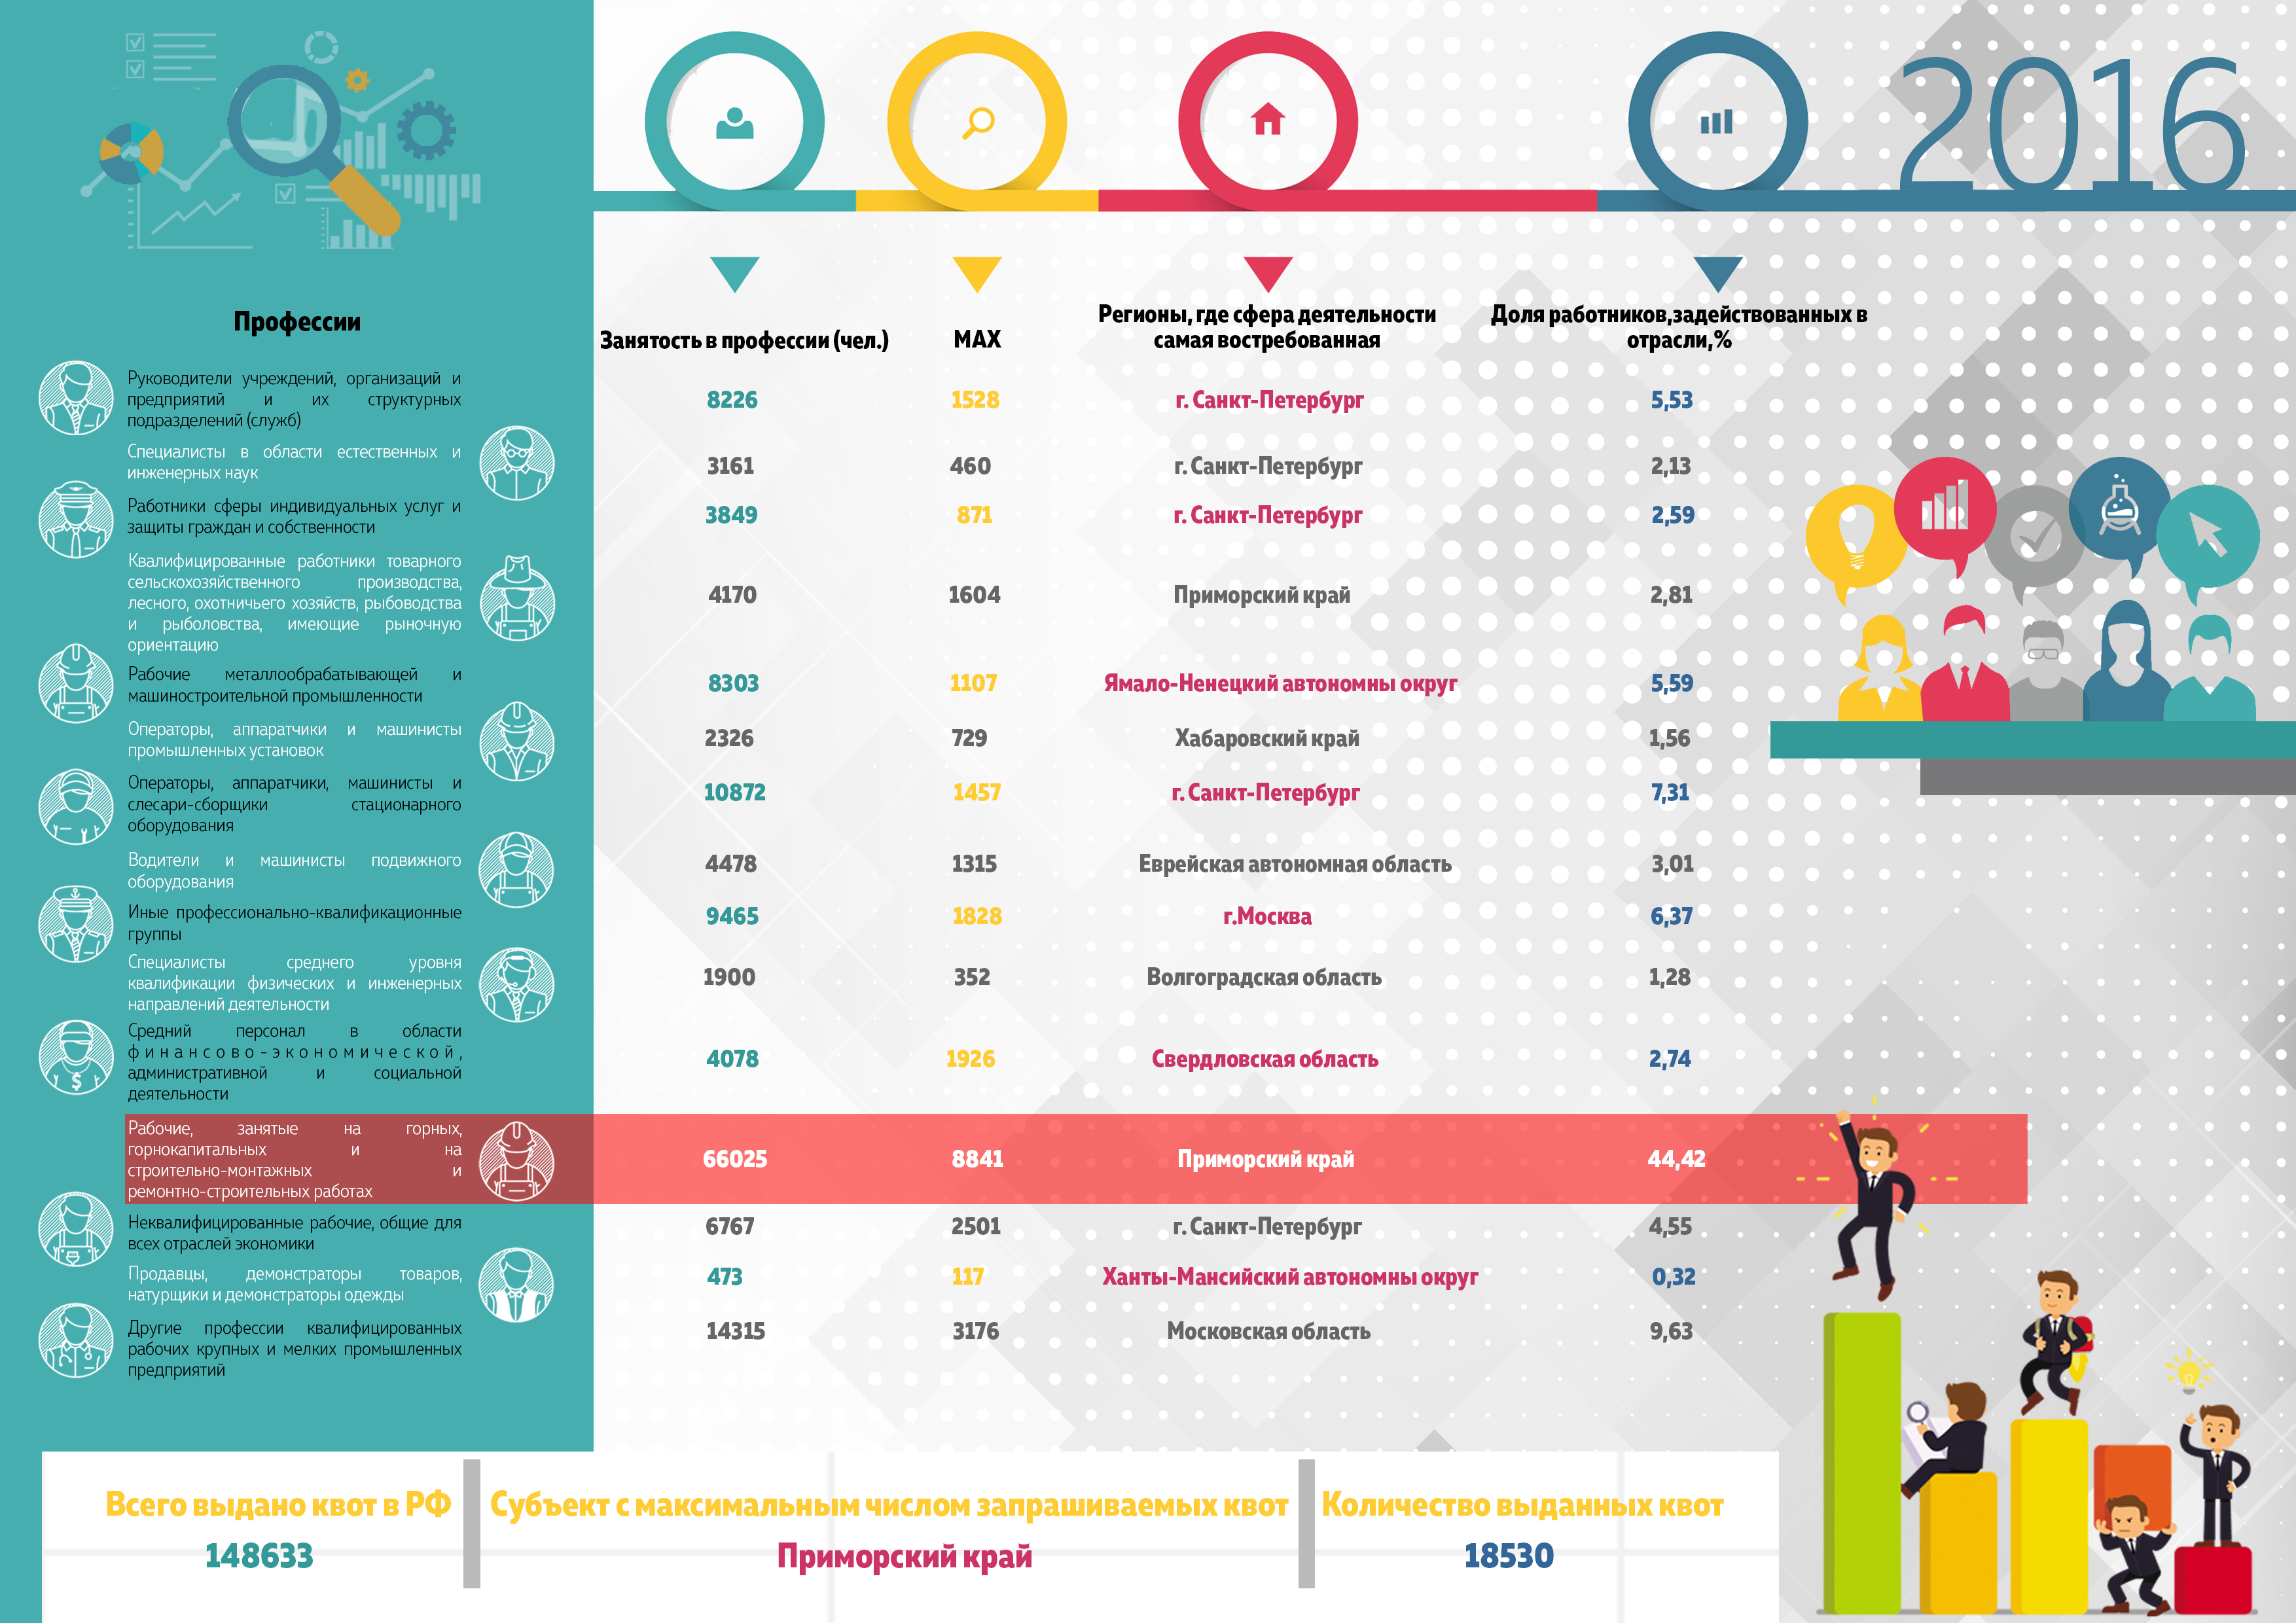 2016
Профессии
Занятость в профессии (чел.)
MAX
Регионы, где сфера деятельности
самая востребованная
Доля работников,задействованных в
отрасли,%
Руководители учреждений, организаций и
предприятий и их структурных
подразделений (служб)
8226 1528 г. Санкт-Петербург 5,53
Специалисты в области естественных и
инженерных наук
3161 460 г. Санкт-Петербург 2,13
Работники сферы индивидуальных услуг и
защиты граждан и собственности
3849 871 г. Санкт-Петербург 2,59
Квалифицированные работники товарного
сельскохозяйственного производства,
лесного, охотничьего хозяйств, рыбоводства
и рыболовства, имеющие рыночную
ориентацию
4170 1604 Приморский край 2,81
Рабочие металлообрабатывающей и
машиностроительной промышленности
8303 1107 Ямало-Ненецкий автономны округ 5,59
Операторы, аппаратчики и машинисты
промышленных установок
2326 729 Хабаровский край 1,56
Операторы, аппаратчики, машинисты и
слесари-сборщики стационарного
оборудования
10872 1457 г. Санкт-Петербург 7,31
Водители и машинисты подвижного
оборудования
4478 1315 Еврейская автономная область 3,01
Иные профессионально-квалификационные
группы
9465 1828 г.Москва 6,37
Специалисты среднего уровня
квалификации физических и инженерных
направлений деятельности
1900 352 Волгоградская область 1,28
Средний персонал в области
финансово-экономической,
административной и социальной
деятельности
4078 1926 Свердловская область 2,74
Рабочие, занятые на горных,
горнокапитальных и на
строительно-монтажных и
ремонтно-строительных работах
66025 8841 Приморский край 44,42
Неквалифицированные рабочие, общие для
всех отраслей экономики
6767 2501 г. Санкт-Петербург 4,55
Продавцы, демонстраторы товаров,
натурщики и демонстраторы одежды
473 117 Ханты-Мансийский автономны округ 0,32
Другие профессии квалифицированных
рабочих крупных и мелких промышленных
предприятий
14315 3176 Московская область 9,63
Всего выдано квот в РФ
148633
Субъект с максимальным числом запрашиваемых квот
Приморский край
Количество выданных квот
18530